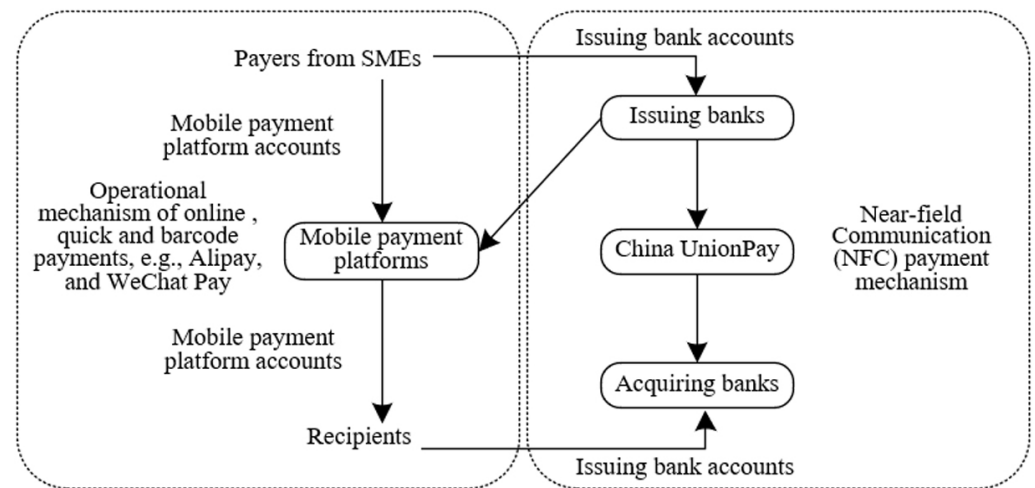 Payers from SMEs
Mobile payment
platform accounts
Operational
mechanism of online ,
quick and barcode
payments, e.g., Alipay,
and WeChat Pay
Mobile payment
platforms
Mobile payment
platform accounts
Recipients
Issuing bank accounts
Issuing banks
China UnionPay
Near-field
Communication
(NFC) payment
mechanism
Acquiring banks
Issuing bank accounts